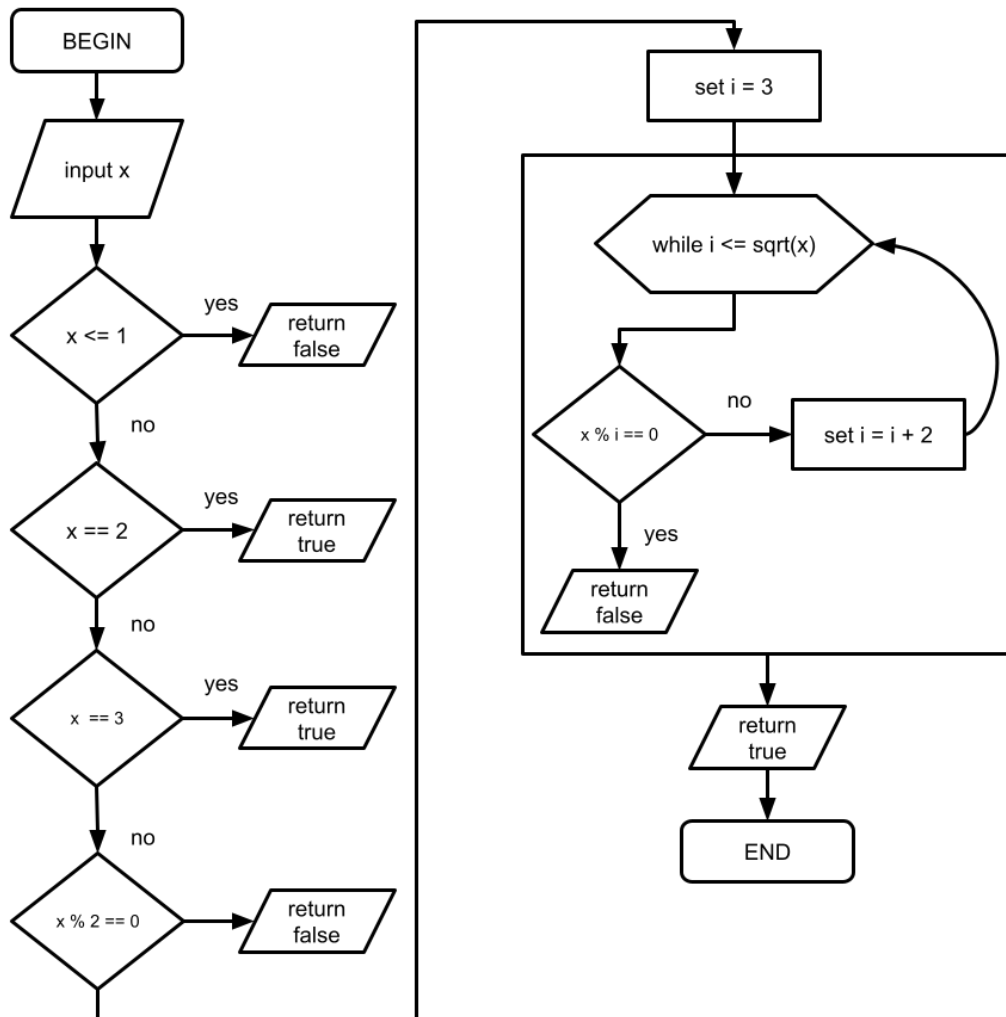 BEGIN
input x
x <= 1
yes
return
false
no
x == 2
yes
return
true
no
x == 3
yes
return
true
no
x % 2 == 0
return
false
set i = 3
while i <= sqrt(x)
x % i == 0
no
set i = i + 2
yes
return
false
return
true
END